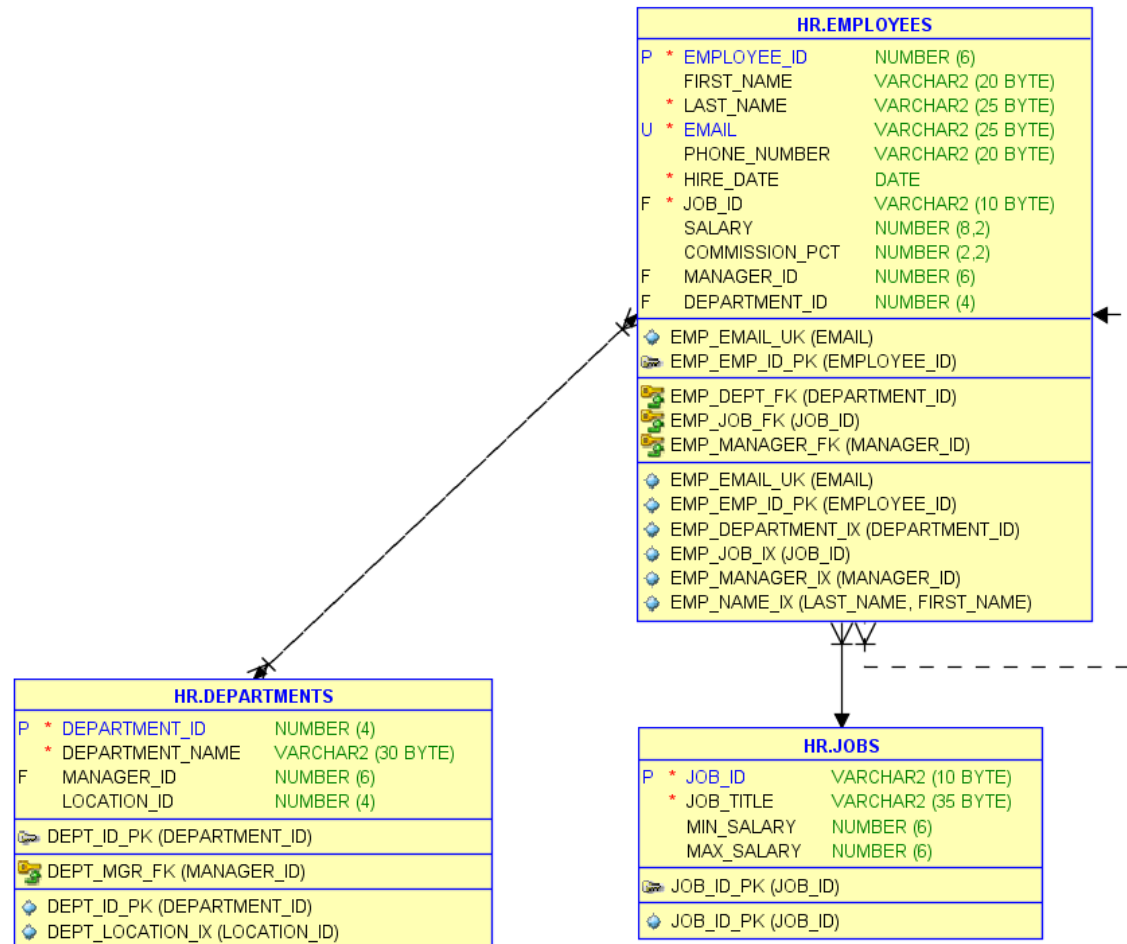 HR.EMPLOYEES
P * EMPLOYEE_ID NUMBER (6)
FIRST_NAME VARCHAR2 (20 BYTE)
* LAST_NAME VARCHAR2 (25 BYTE)
U * EMAIL VARCHAR2 (25 BYTE)
PHONE_NUMBER VARCHAR2 (20 BYTE)
* HIRE_DATE DATE
F * JOB_ID VARCHAR2 (10 BYTE)
SALARY NUMBER (8,2)
COMMISSION_PCT NUMBER (2,2)
F MANAGER_ID NUMBER (6)
F DEPARTMENT_ID NUMBER (4)
EMP_EMAIL_UK (EMAIL)
EMP_EMP_ID_PK (EMPLOYEE_ID)
EMP_DEPT_FK (DEPARTMENT_ID)
EMP_JOB_FK (JOB_ID)
EMP_MANAGER_FK (MANAGER_ID)
EMP_EMAIL_UK (EMAIL)
EMP_EMP_ID_PK (EMPLOYEE_ID)
EMP_DEPARTMENT_IX (DEPARTMENT_ID)
EMP_JOB_IX (JOB_ID)
EMP_MANAGER_IX (MANAGER_ID)
EMP_NAME_IX (LAST_NAME, FIRST_NAME)
HR.DEPARTMENTS
P * DEPARTMENT_ID NUMBER (4)
* DEPARTMENT_NAME VARCHAR2 (30 BYTE)
F MANAGER_ID NUMBER (6)
LOCATION_ID NUMBER (4)
DEPT_ID_PK (DEPARTMENT_ID)
DEPT_MGR_FK (MANAGER_ID)
DEPT_ID_PK (DEPARTMENT_ID)
DEPT_LOCATION_IX (LOCATION_ID)
HR.JOBS
P * JOB_ID VARCHAR2 (10 BYTE)
* JOB_TITLE VARCHAR2 (35 BYTE)
MIN_SALARY NUMBER (6)
MAX_SALARY NUMBER (6)
JOB_ID_PK (JOB_ID)
JOB_ID_PK (JOB_ID)